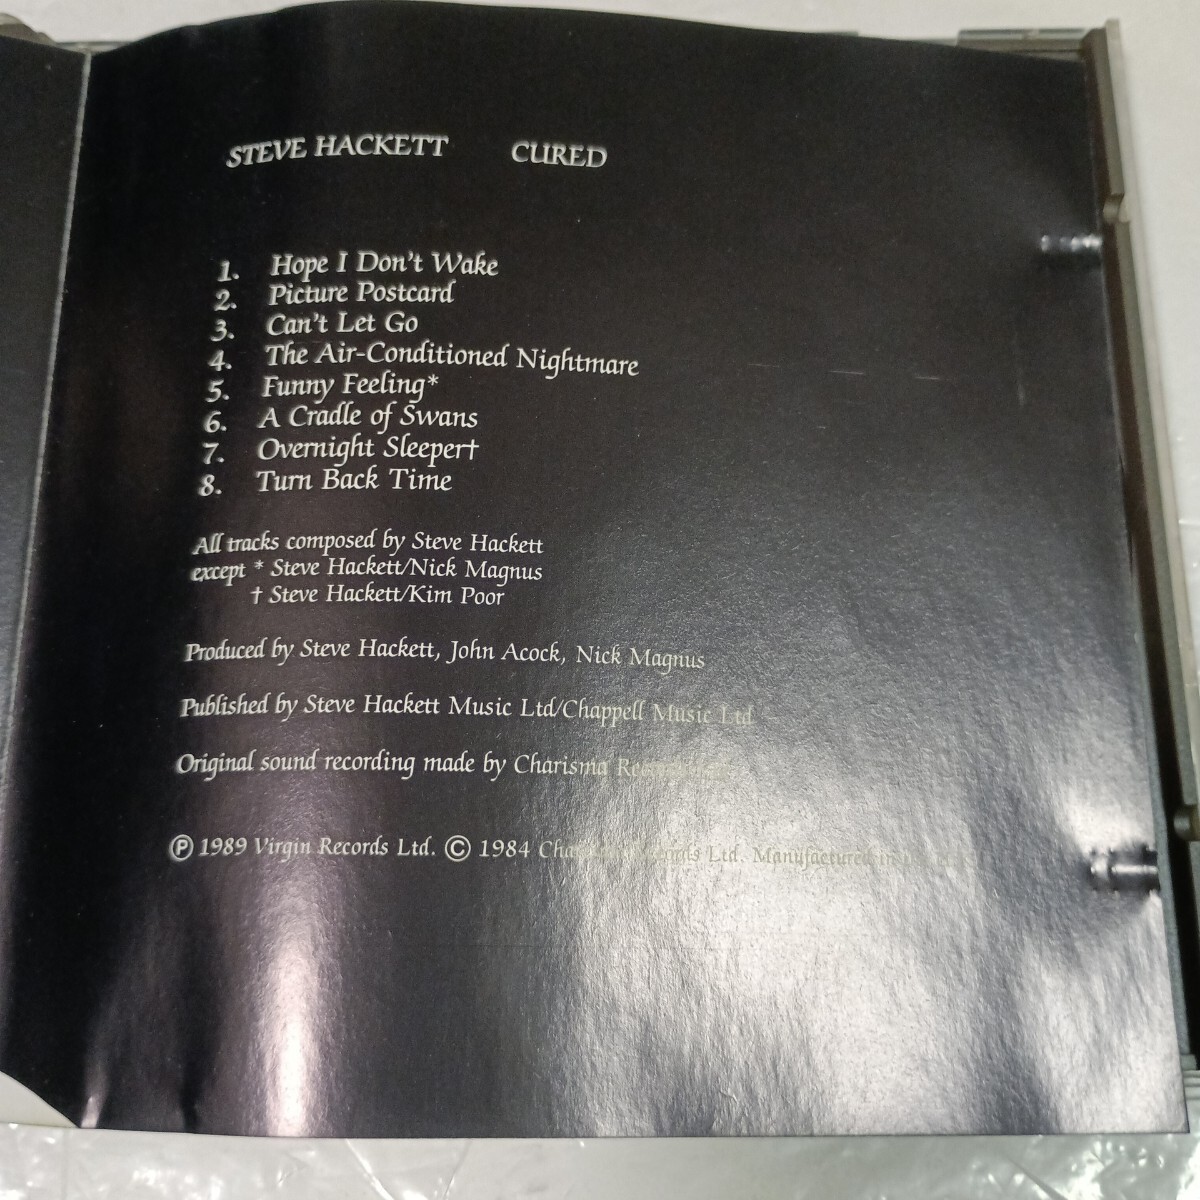 STEVE HACKETT CURED
1. Hope I Don't Wake
2. Picture Postcard
3. Can't Let Go
4. The Air-Conditioned Nightmare
5. Funny Feeling*
6. A Cradle of Swans
7. Overnight Sleeper†
8. Turn Back Time
All tracks composed by Steve Hackett
except * Steve Hackett/Nick Magnus
† Steve Hackett/Kim Poor
Produced by Steve Hackett, John Acock, Nick Magnus
Published by Steve Hackett Music Ltd/Chappell Music Ltd
Original sound recording made by Charisma
℗ 1989 Virgin Records Ltd. © 1984 Ltd. Manufactured in